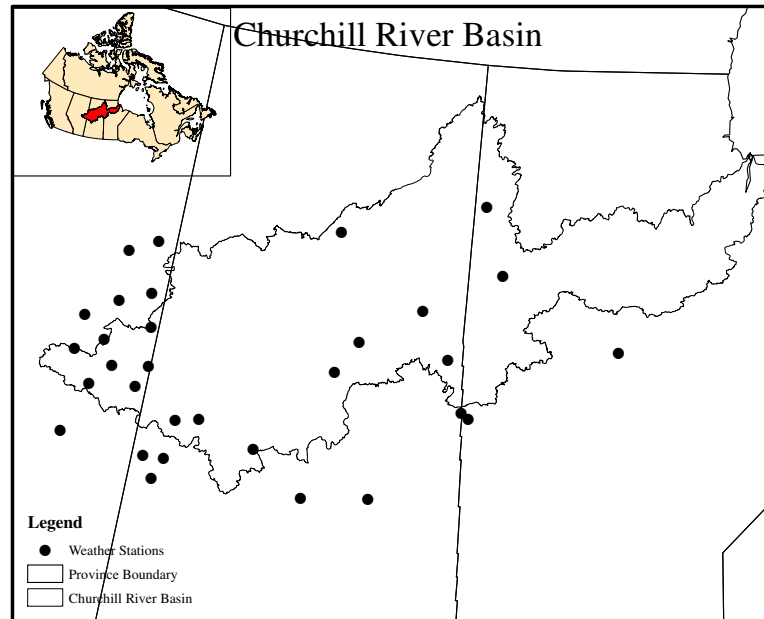 Churchill River Basin
Legend
Weather Stations
Province Boundary
Churchill River Basin